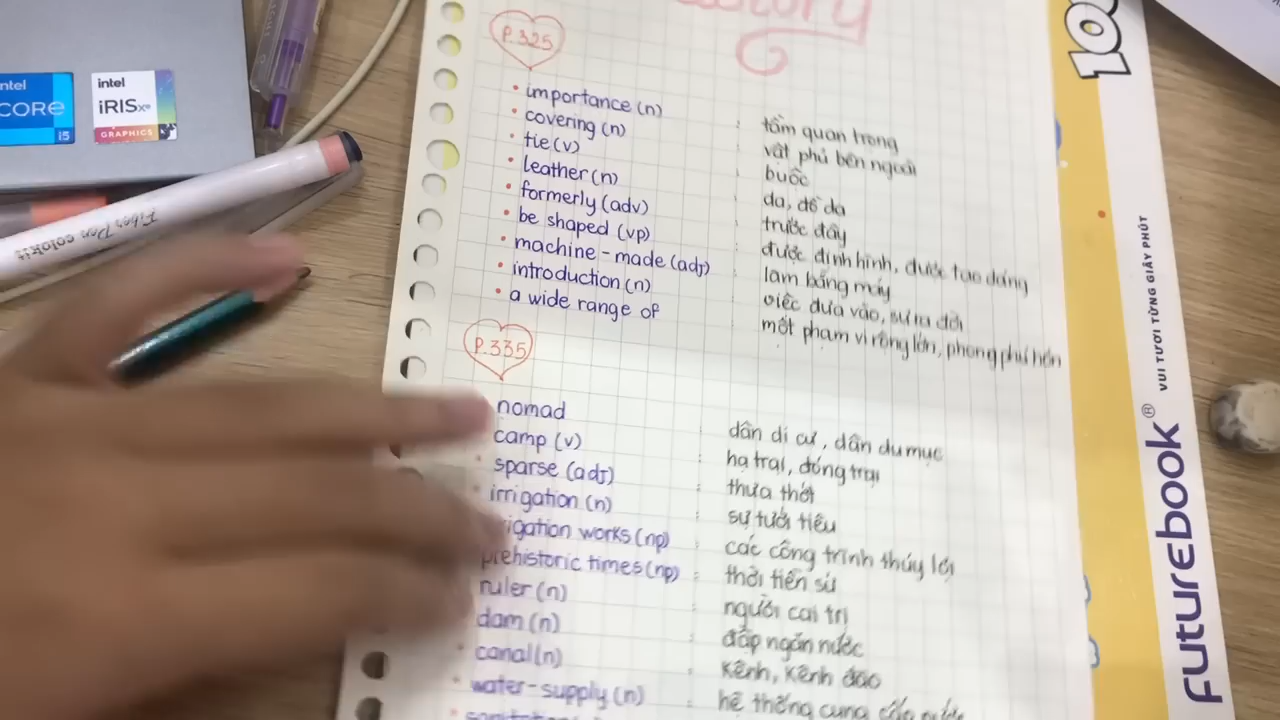 P.325
importance (n) : tầm quan trọng
covering (n) : vật phủ bên ngoài
tie (v) : buộc
leather (n) : da, đồ da
formerly (adv) : trước đây
be shaped (vp) : được định hình, được tạo dáng
machine-made (adj) : làm bằng máy
introduction (n) : việc đưa vào, sự ra đời
a wide range of : một phạm vi rộng lớn, phong phú hơn
P.335
nomad : dân di cư, dân du mục
camp (v) : hạ trại, đóng trại
sparse (adj) : thưa thớt
irrigation (n) : sự tưới tiêu
works (np) : các công trình thủy lợi
prehistoric times (np) : thời tiền sử
ruler (n) : người cai trị
dam (n) : đập ngăn nước
canal (n) : kênh, kênh đào
water-supply (n) : hệ thống cung cấp nước
intel
CORE
i5
intel
iRISxe
GRAPHICS
Fiber Pen colokit
futurebook®
VUI TƯƠI TỪNG GIÂY PHÚT